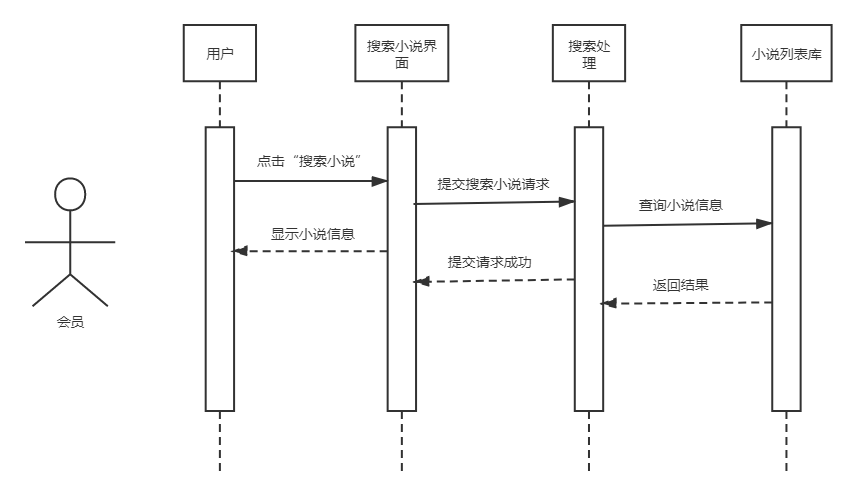 用户
搜索小说界
面
搜索处
理
小说列表库
点击“搜索小说”
提交搜索小说请求
查询小说信息
显示小说信息
提交请求成功
返回结果
会员